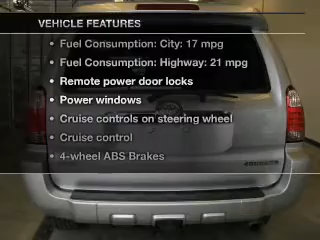 VEHICLE FEATURES
• Fuel Consumption: City: 17 mpg
• Fuel Consumption: Highway: 21 mpg
• Remote power door locks
• Power windows
• Cruise controls on steering wheel
• Cruise control
• 4-wheel ABS Brakes